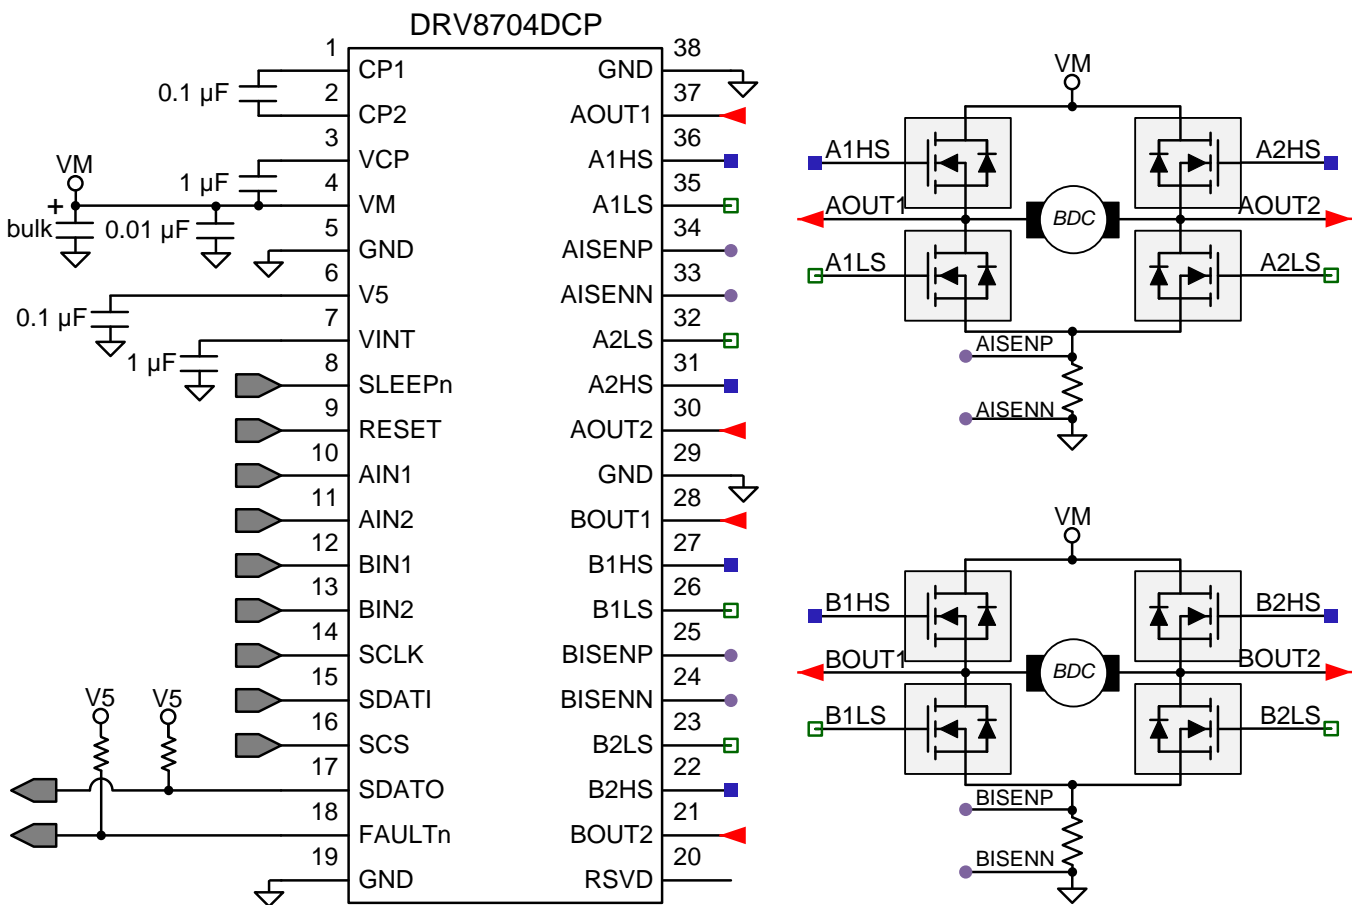 DRV8704DCP
1 CP1
0.1 µF
2 CP2
3 VCP
1 µF
VM
4 VM
+
bulk
0.01 µF
5 GND
6 V5
0.1 µF
7 VINT
1 µF
8 SLEEPn
9 RESET
10 AIN1
11 AIN2
12 BIN1
13 BIN2
14 SCLK
15 SDATI
16 SCS
V5 V5
17 SDATO
18 FAULTn
19 GND
38 GND
37 AOUT1
36 A1HS
35 A1LS
34 AISENP
33 AISENN
32 A2LS
31 A2HS
30 AOUT2
29 GND
28 BOUT1
27 B1HS
26 B1LS
25 BISENP
24 BISENN
23 B2LS
22 B2HS
21 BOUT2
20 RSVD
VM
A1HS A2HS
AOUT1 BDC AOUT2
A1LS A2LS
AISENP
AISENN
VM
B1HS B2HS
BOUT1 BDC BOUT2
B1LS B2LS
BISENP
BISENN